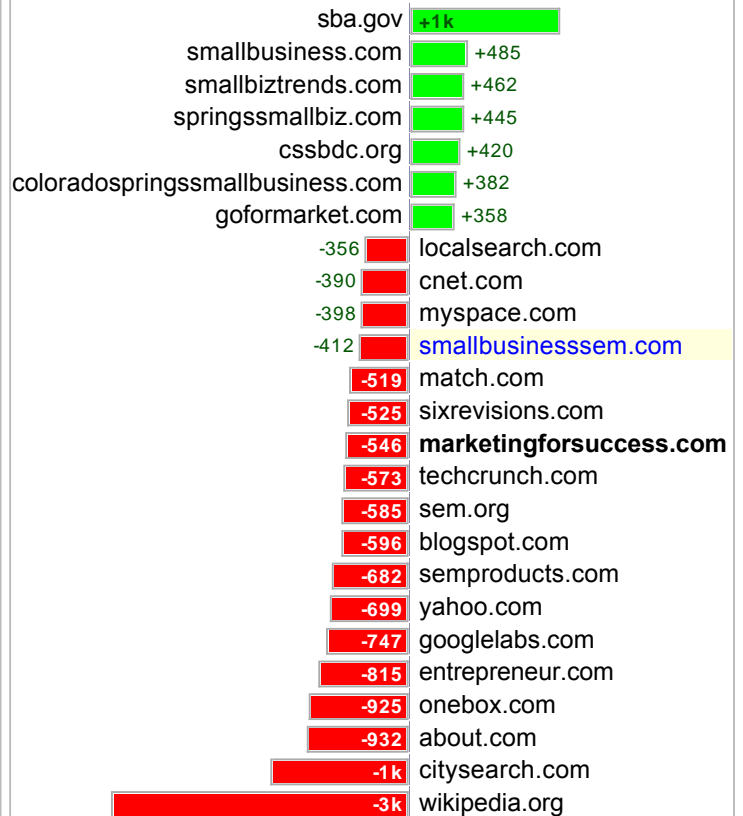 sba.gov +1k
smallbusiness.com +485
smallbiztrends.com +462
springssmallbiz.com +445
cssbdc.org +420
coloradospringssmallbusiness.com +382
goformarket.com +358
-356 localsearch.com
-390 cnet.com
-398 myspace.com
-412 smallbusinesssem.com
-519 match.com
-525 sixrevisions.com
-546 marketingforsuccess.com
-573 techcrunch.com
-585 sem.org
-596 blogspot.com
-682 semproducts.com
-699 yahoo.com
-747 googlelabs.com
-815 entrepreneur.com
-925 onebox.com
-932 about.com
-1k citysearch.com
-3k wikipedia.org